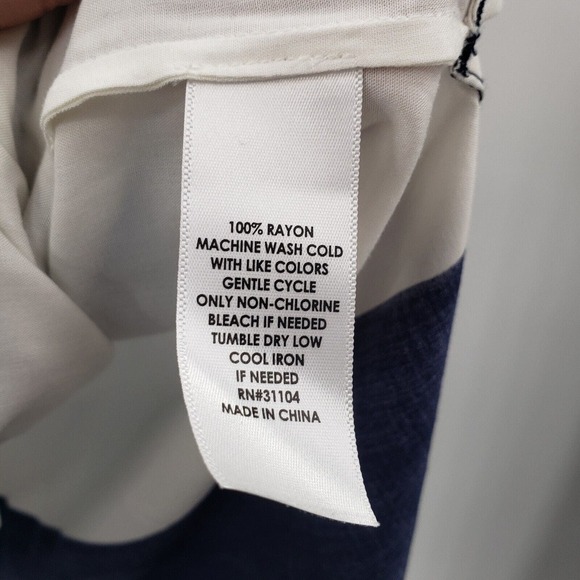 100% RAYON
MACHINE WASH COLD
WITH LIKE COLORS
GENTLE CYCLE
ONLY NON-CHLORINE
BLEACH IF NEEDED
TUMBLE DRY LOW
COOL IRON
IF NEEDED
RN#31104
MADE IN CHINA